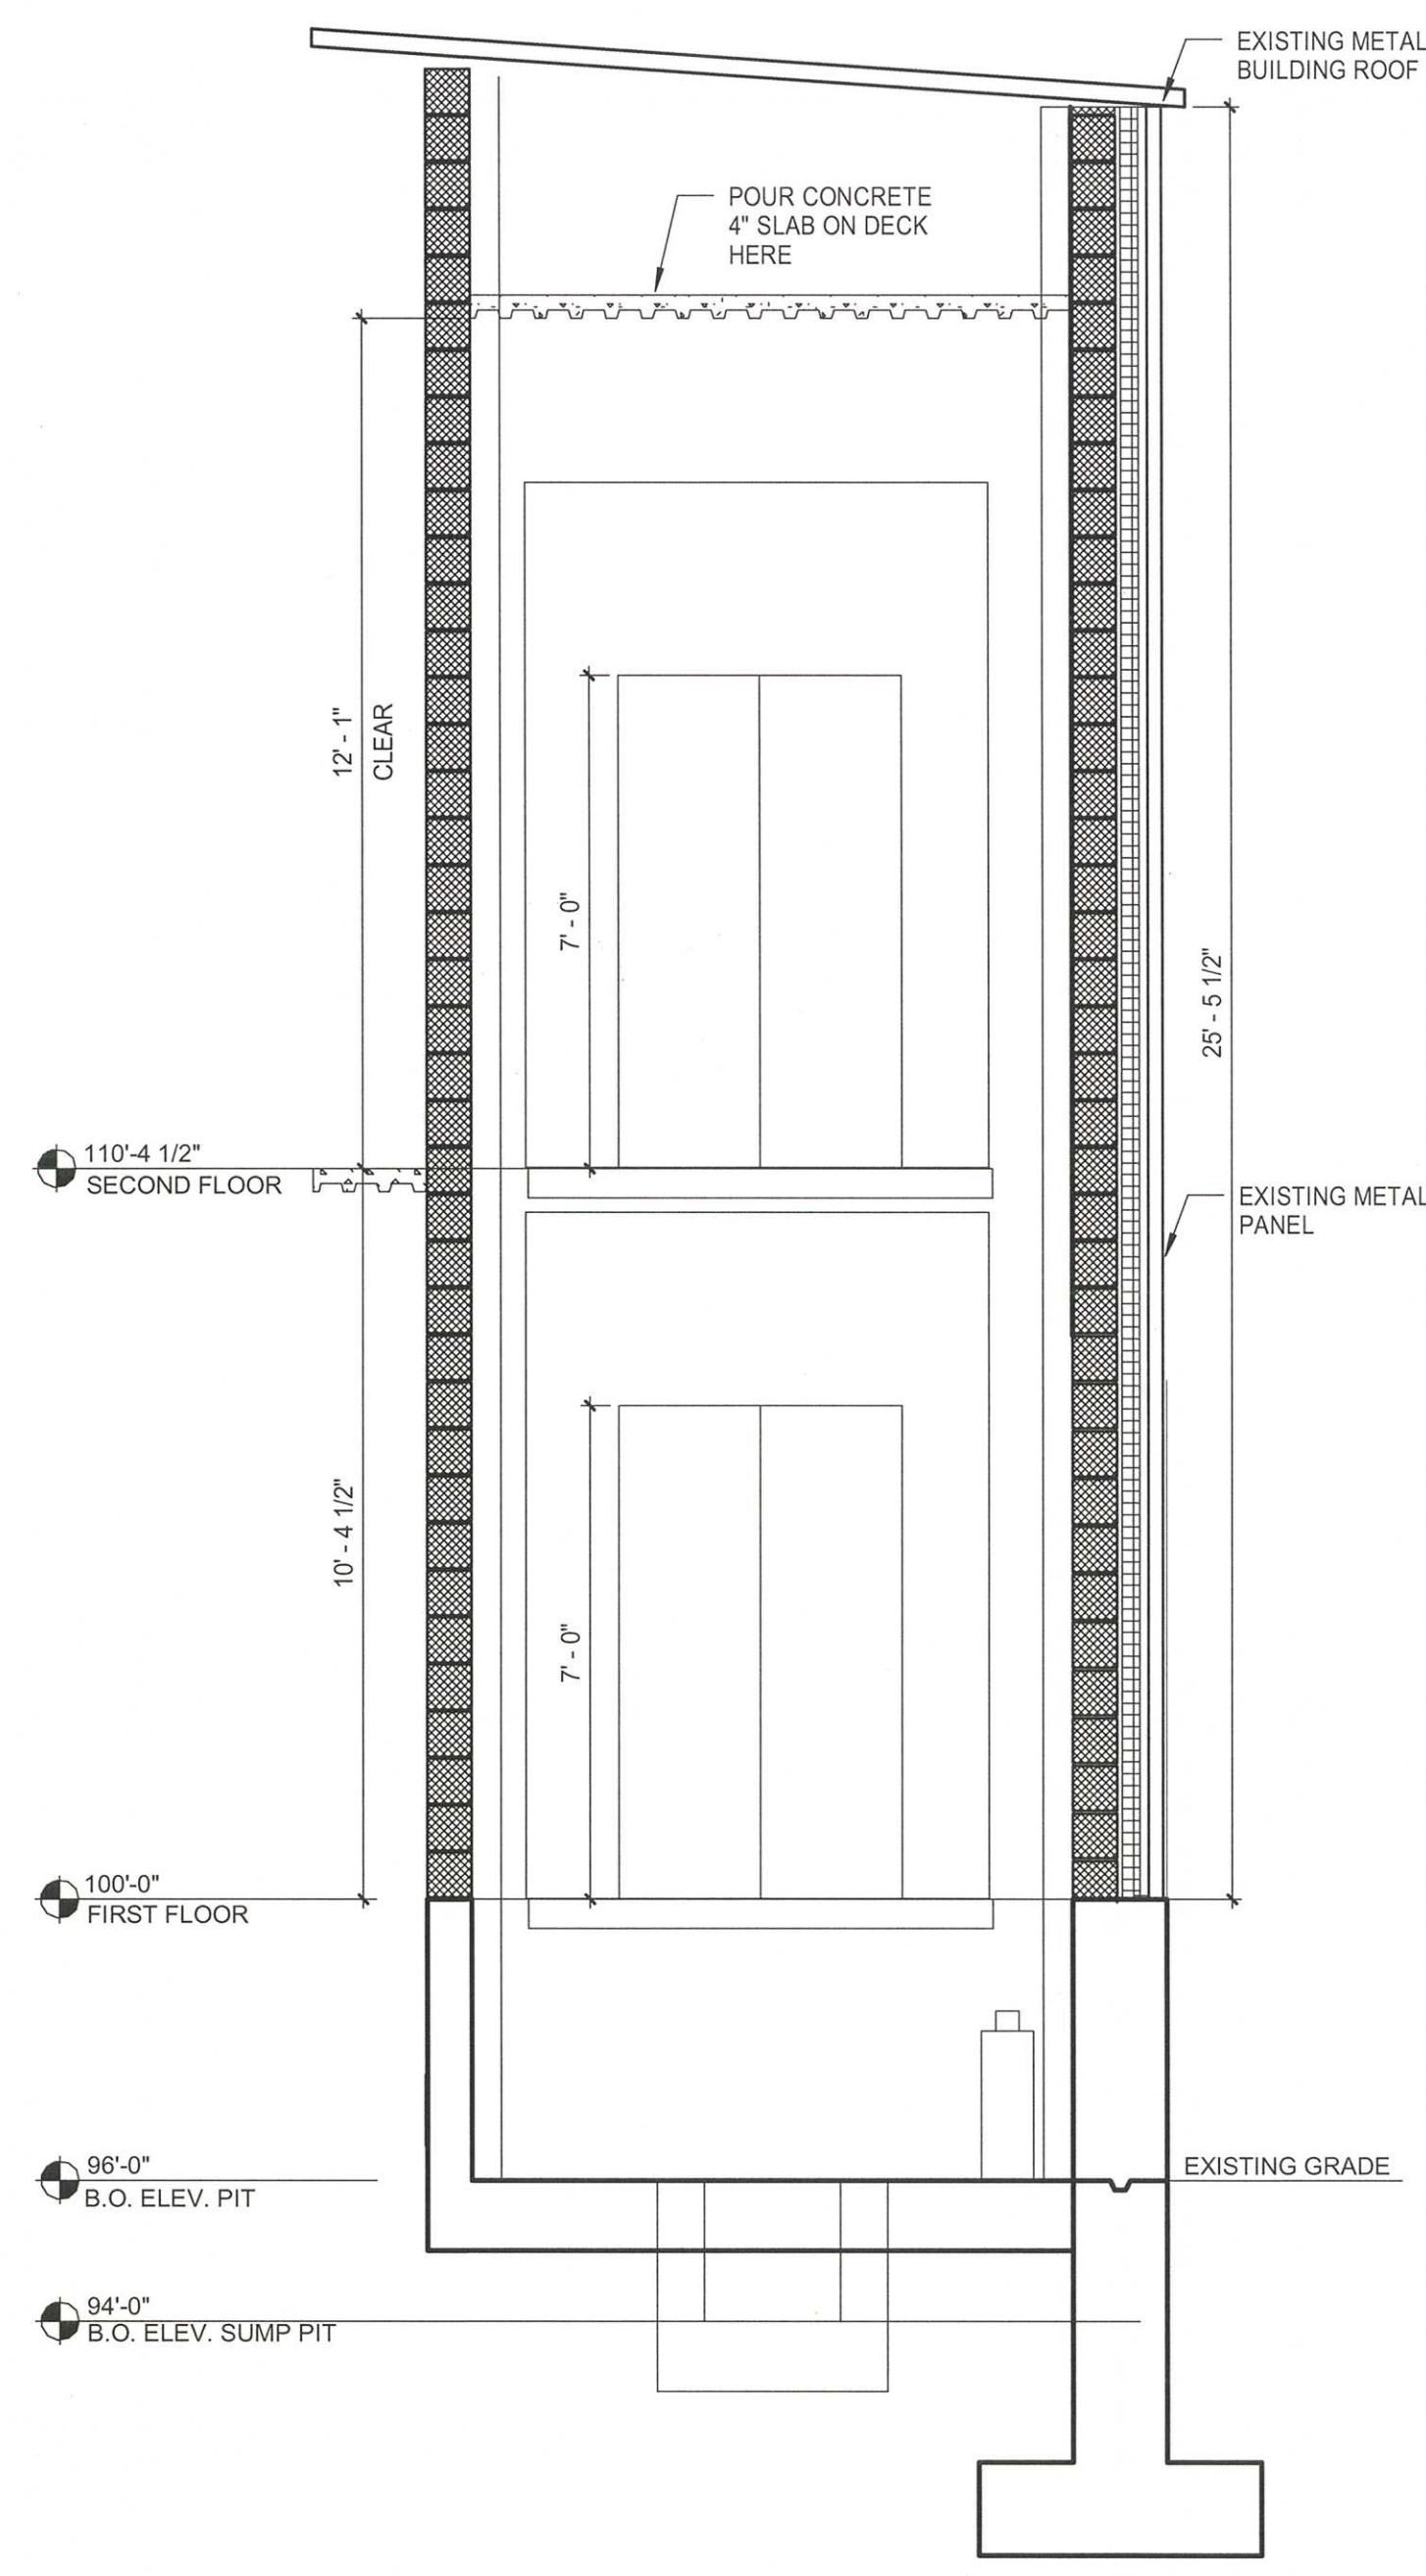 EXISTING METAL
BUILDING ROOF
POUR CONCRETE
4" SLAB ON DECK
HERE
12' - 1"
CLEAR
7' - 0"
25' - 5 1/2"
110'-4 1/2"
SECOND FLOOR
EXISTING METAL
PANEL
10' - 4 1/2"
7' - 0"
100'-0"
FIRST FLOOR
96'-0"
B.O. ELEV. PIT
EXISTING GRADE
94'-0"
B.O. ELEV. SUMP PIT